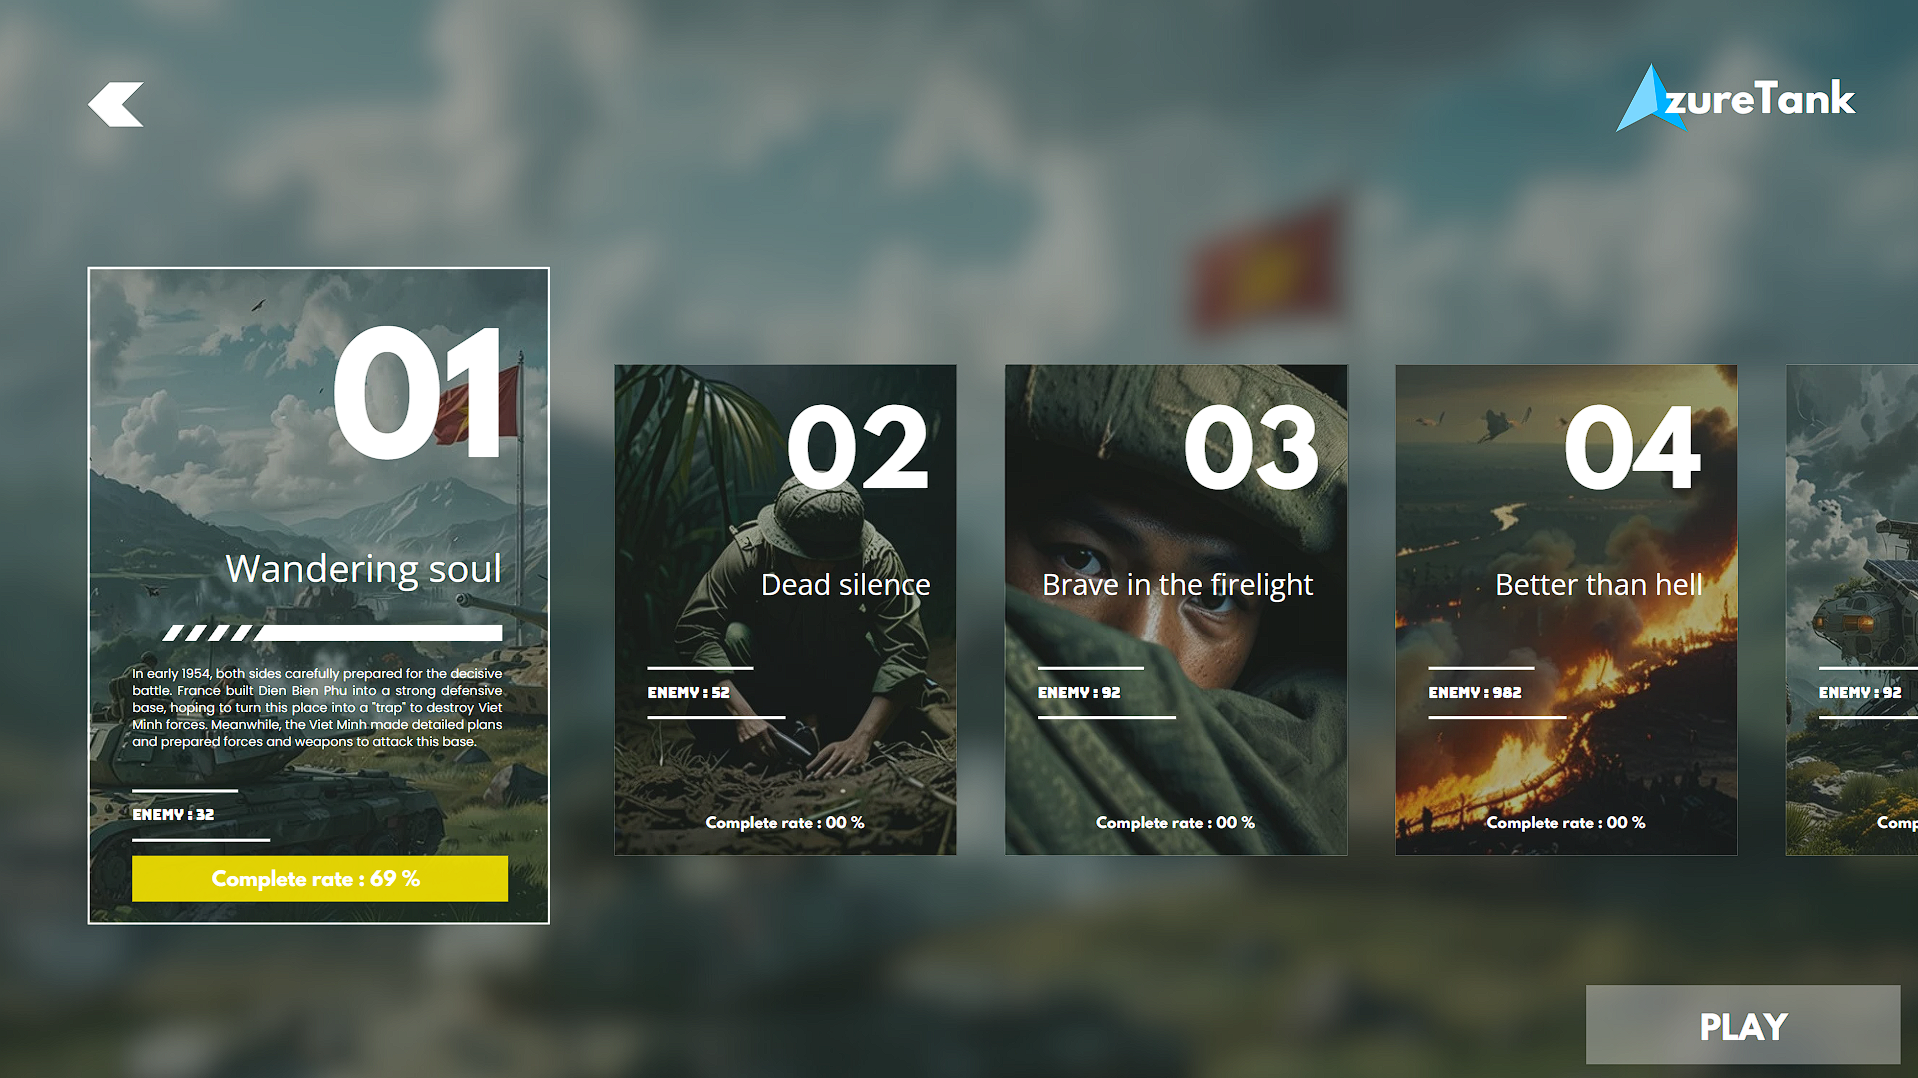 AzureTank
01
Wandering soul
In early 1954, both sides carefully prepared for the decisive
battle. France built Dien Bien Phu into a strong defensive
base, hoping to turn this place into a "trap" to destroy Viet
Minh forces. Meanwhile, the Viet Minh made detailed plans
and prepared forces and weapons to attack this base.
ENEMY : 32
Complete rate : 69 %
02
Dead silence
ENEMY : 52
Complete rate : 00 %
03
Brave in the firelight
ENEMY : 92
Complete rate : 00 %
04
Better than hell
ENEMY : 982
Complete rate : 00 %
ENEMY : 92
PLAY